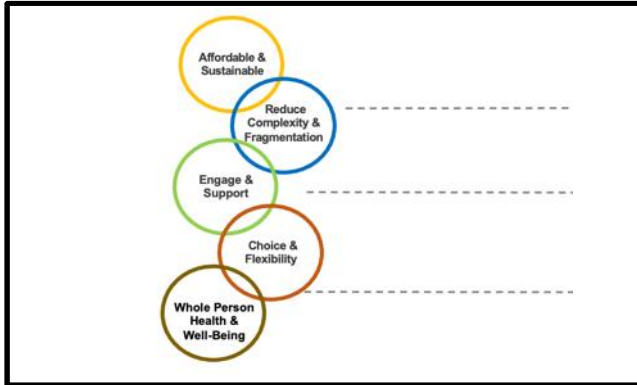 Affordable &
Sustainable
Reduce
Complexity &
Fragmentation
Engage &
Support
Choice &
Flexibility
Whole Person
Health &
Well-Being